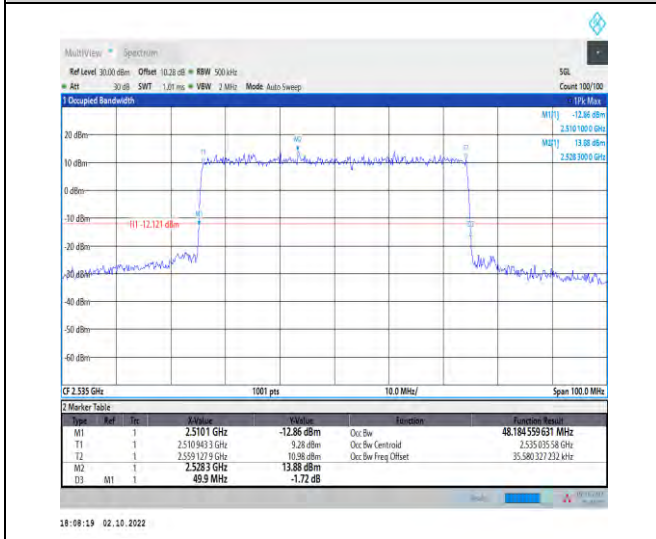 MultiView Spectrum
Ref Level 30.00 dBm Offset 10.28 dB RBW 500 kHz SGL
Att 30 dB SWT 1.01 ms VBW 2 MHz Mode Auto Sweep Count 100/100
1 Occupied Bandwidth 1Pk Max
M1[1] -12.86 dBm
2.510 100 0 GHz
M2[1] 13.88 dBm
2.528 300 0 GHz
20 dBm
M2
T1
10 dBm
0 dBm
-10 dBm
M1
H1 -12.121 dBm
-20 dBm
-30 dBm
-40 dBm
-50 dBm
-60 dBm
CF 2.535 GHz 1001 pts 10.0 MHz/ Span 100.0 MHz
2 Marker Table
Type Ref Trc X-Value Y-Value Function Function Result
M1 1 2.5101 GHz -12.86 dBm Occ Bw 48.184 559 631 MHz
T1 1 2.510 943 3 GHz 9.28 dBm Occ Bw Centroid 2.535 035 58 GHz
T2 1 2.559 127 9 GHz 10.98 dBm Occ Bw Freq Offset 35.580 327 232 kHz
M2 1 2.528 3 GHz 13.88 dBm
D3 M1 1 49.9 MHz -1.72 dB
18:08:19 02.10.2022